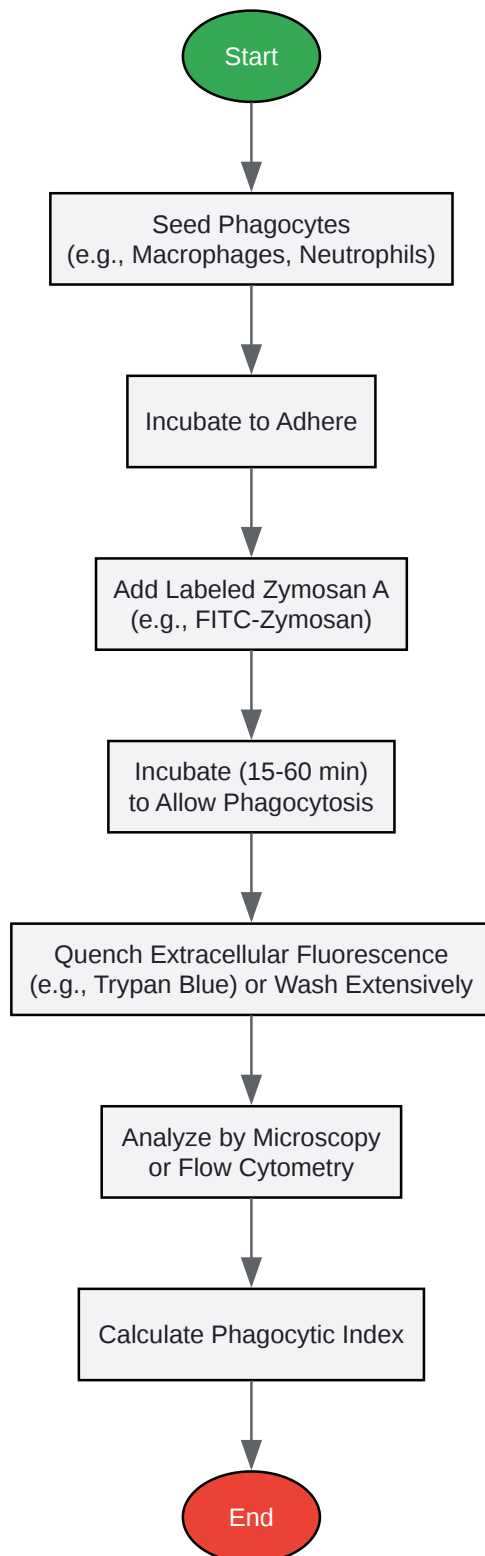 Start
Seed Phagocytes
(e.g., Macrophages, Neutrophils)
Incubate to Adhere
Add Labeled Zymosan A
(e.g., FITC-Zymosan)
Incubate (15-60 min)
to Allow Phagocytosis
Quench Extracellular Fluorescence
(e.g., Trypan Blue) or Wash Extensively
Analyze by Microscopy
or Flow Cytometry
Calculate Phagocytic Index
End